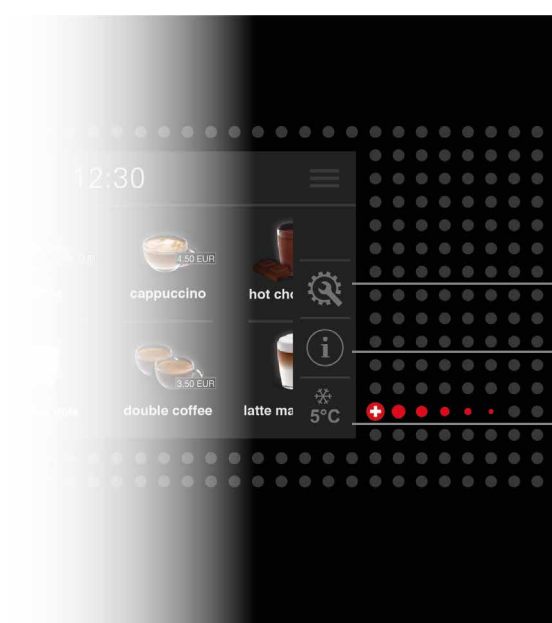 12:30
4.50 EUR
cappuccino
hot cho
3.50 EUR
double coffee
latte ma
5°C